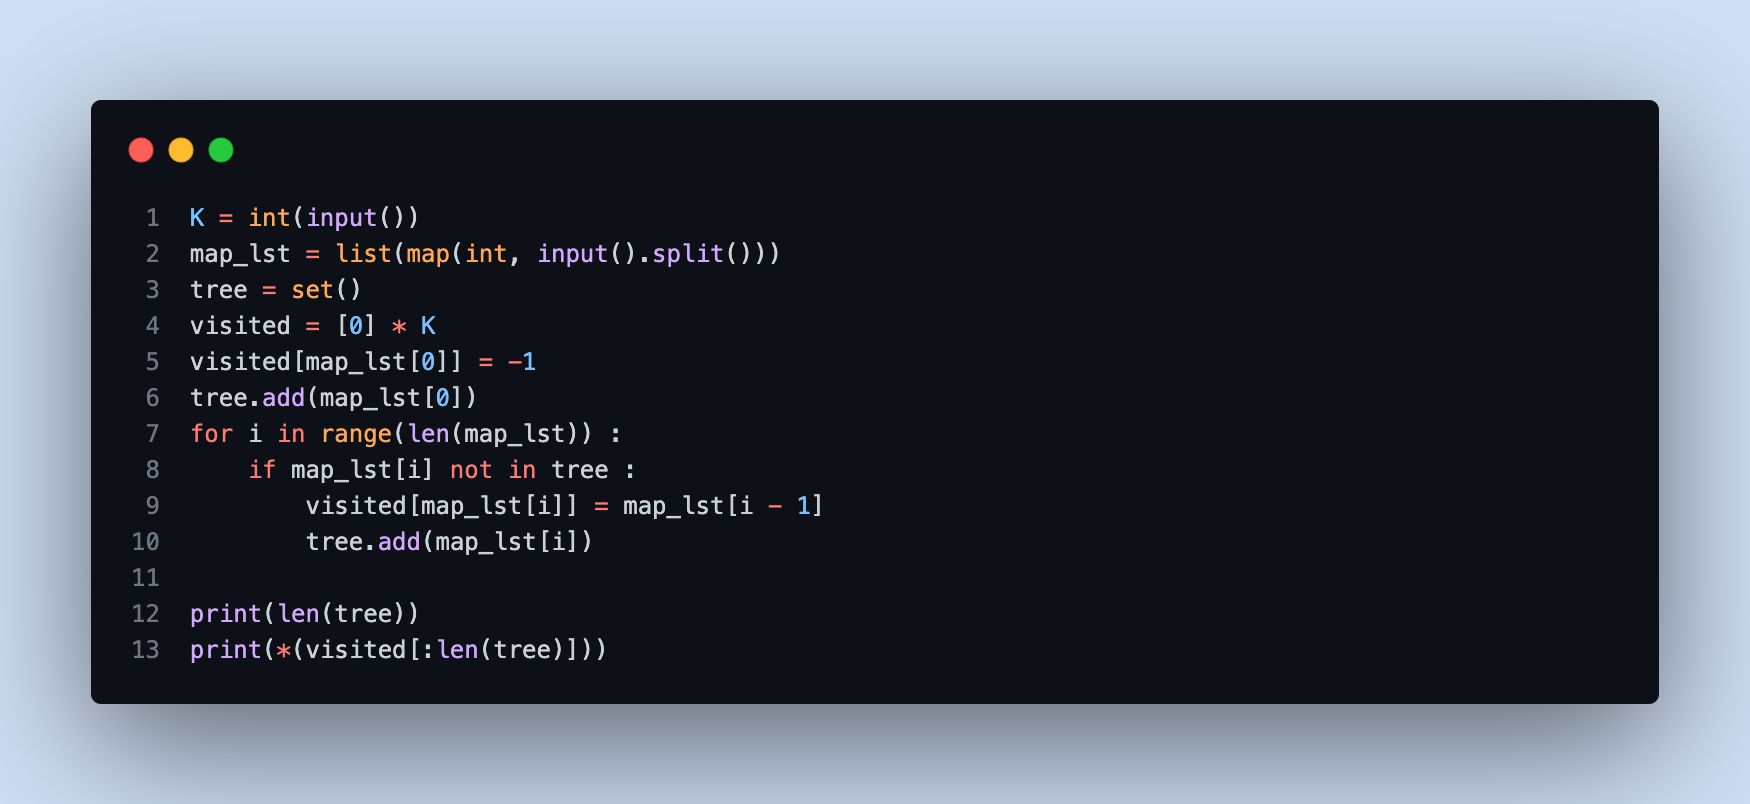 1 K = int(input())
2 map_lst = list(map(int, input().split()))
3 tree = set()
4 visited = [0] * K
5 visited[map_lst[0]] = -1
6 tree.add(map_lst[0])
7 for i in range(len(map_lst)) :
8     if map_lst[i] not in tree :
9         visited[map_lst[i]] = map_lst[i - 1]
10         tree.add(map_lst[i])
11
12 print(len(tree))
13 print(*(visited[:len(tree)]))